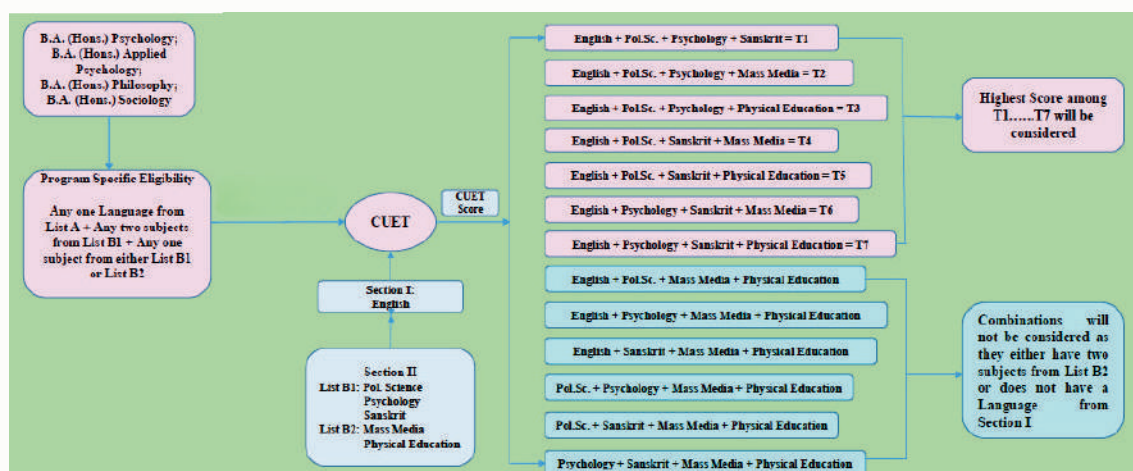 B.A. (Hons.) Psychology;
B.A. (Hons.) Applied
Psychology;
B.A. (Hons.) Philosophy;
B.A. (Hons.) Sociology
Program Specific Eligibility
Any one Language from
List A + Any two subjects
from List B1 + Any one
subject from either List B1
or List B2
CUET
CUET
Score
Section I:
English
Section II
List B1: Pol. Science
Psychology
Sanskrit
List B2: Mass Media
Physical Education
English + Pol.Sc. + Psychology + Sanskrit = T1
English + Pol.Sc. + Psychology + Mass Media = T2
English + Pol.Sc. + Psychology + Physical Education = T3
English + Pol.Sc. + Sanskrit + Mass Media = T4
English + Pol.Sc. + Sanskrit + Physical Education = T5
English + Psychology + Sanskrit + Mass Media = T6
English + Psychology + Sanskrit + Physical Education = T7
English + Pol.Sc. + Mass Media + Physical Education
English + Psychology + Mass Media + Physical Education
English + Sanskrit + Mass Media + Physical Education
Pol.Sc. + Psychology + Mass Media + Physical Education
Pol.Sc. + Sanskrit + Mass Media + Physical Education
Psychology + Sanskrit + Mass Media + Physical Education
Highest Score among
T1......T7 will be
considered
Combinations will
not be considered as
they either have two
subjects from List B2
or does not have a
Language from
Section I